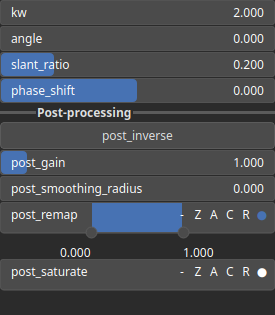 kw 2.000
angle 0.000
slant_ratio 0.200
phase_shift 0.000
Post-processing
post_inverse
post_gain 1.000
post_smoothing_radius 0.000
post_remap - Z A C R
0.000 1.000
post_saturate - Z A C R